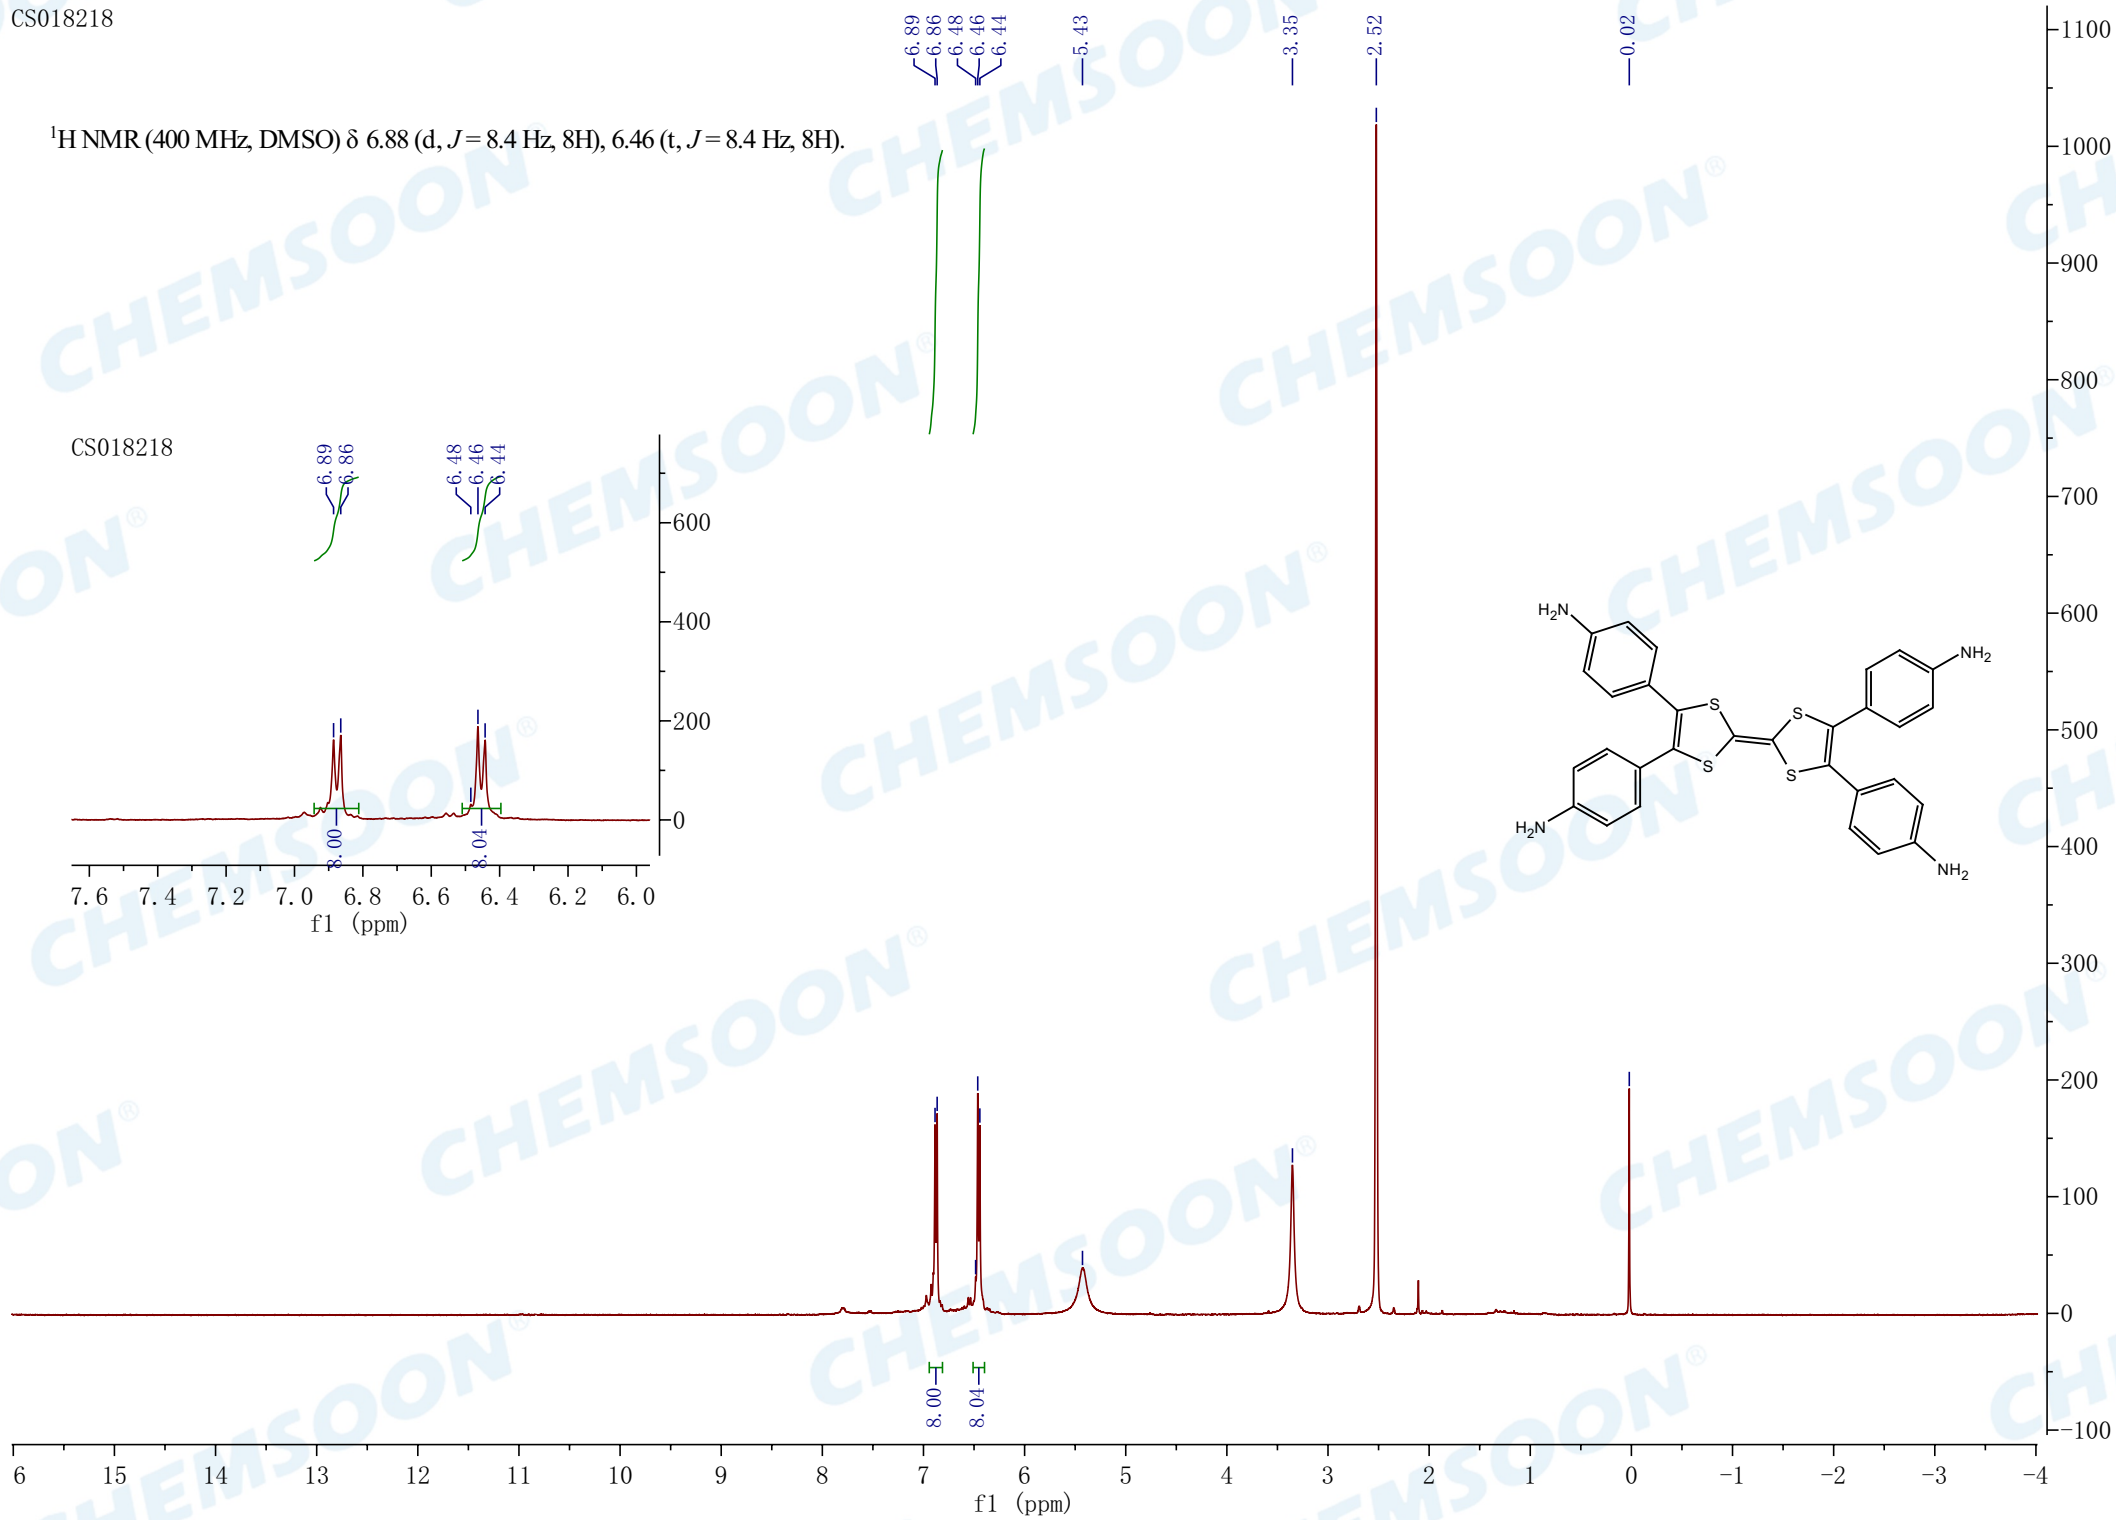 CS018218
6.89
6.86
6.48
6.46
6.44
5.43
3.35
2.52
0.02
¹H NMR (400 MHz, DMSO) δ 6.88 (d, J = 8.4 Hz, 8H), 6.46 (t, J = 8.4 Hz, 8H).
CS018218
6.89
6.86
6.48
6.46
6.44
600
400
200
0
8.00
8.04
7.6 7.4 7.2 7.0 6.8 6.6 6.4 6.2 6.0
f1 (ppm)
H₂N
NH₂
S
S
S
S
H₂N
NH₂
1100
1000
900
800
700
600
500
400
300
200
100
0
-100
8.00
8.04
6 15 14 13 12 11 10 9 8 7 6 5 4 3 2 1 0 -1 -2 -3 -4
f1 (ppm)
CHEMSOON®